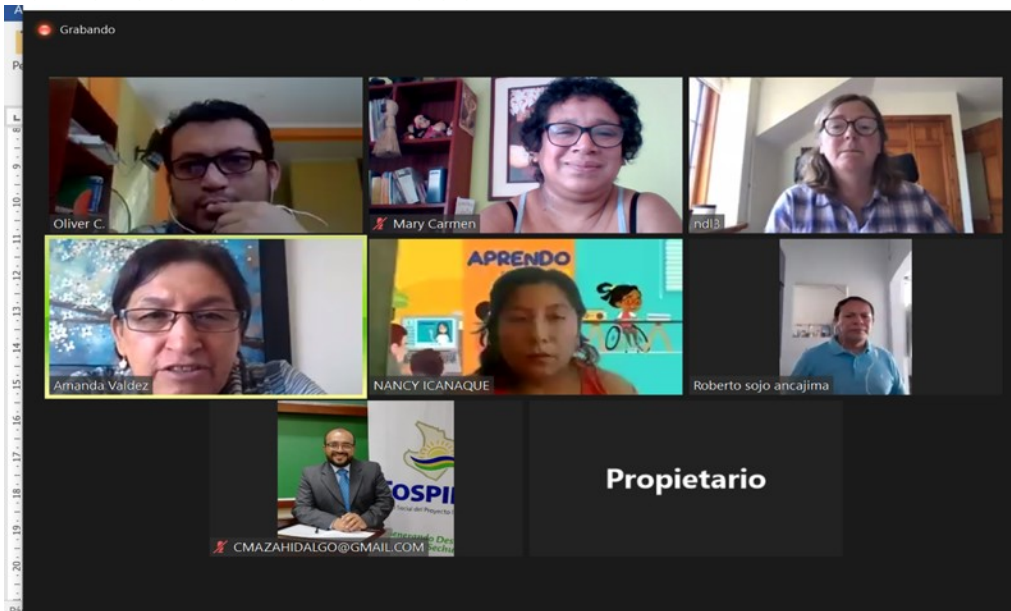 Grabando
Oliver C.
Mary Carmen
ndl3
APRENDO
Amanda Valdez
NANCY ICANAQUE
Roberto sojo ancajima
Propietario
CMAZAHIDALGO@GMAIL.COM